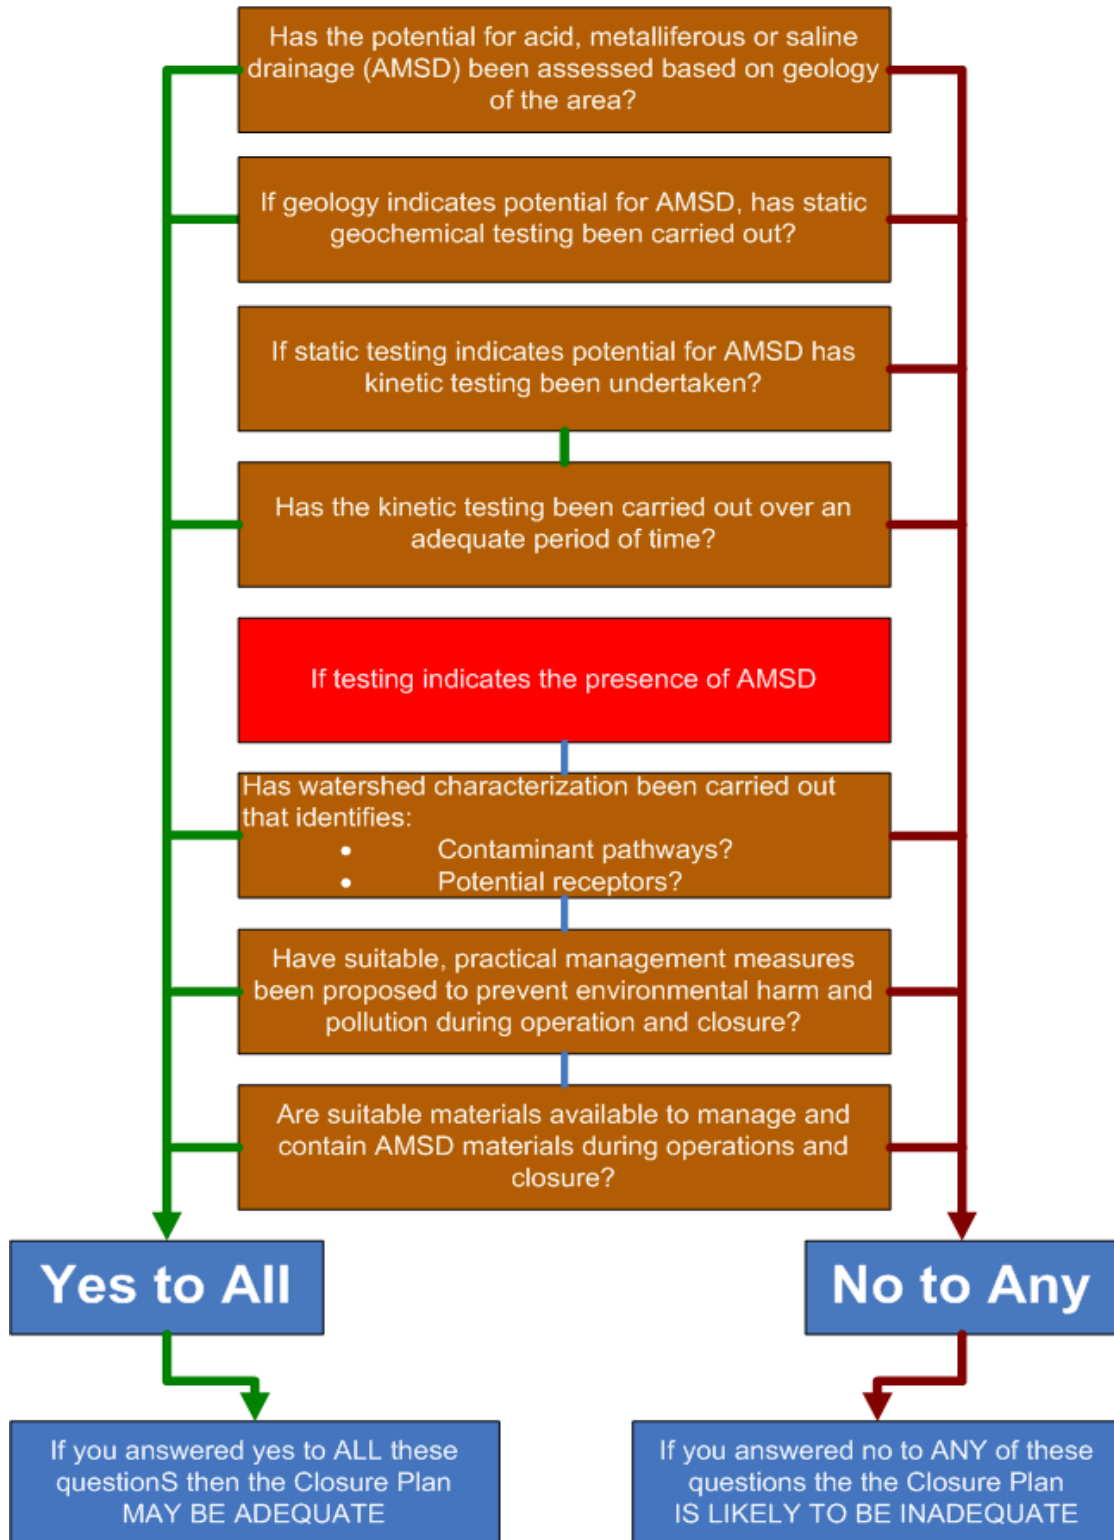 Has the potential for acid, metalliferous or saline
drainage (AMSD) been assessed based on geology
of the area?
If geology indicates potential for AMSD, has static
geochemical testing been carried out?
If static testing indicates potential for AMSD has
kinetic testing been undertaken?
Has the kinetic testing been carried out over an
adequate period of time?
If testing indicates the presence of AMSD
Has watershed characterization been carried out
that identifies:
• Contaminant pathways?
• Potential receptors?
Have suitable, practical management measures
been proposed to prevent environmental harm and
pollution during operation and closure?
Are suitable materials available to manage and
contain AMSD materials during operations and
closure?
Yes to All
No to Any
If you answered yes to ALL these
questionS then the Closure Plan
MAY BE ADEQUATE
If you answered no to ANY of these
questions the the Closure Plan
IS LIKELY TO BE INADEQUATE